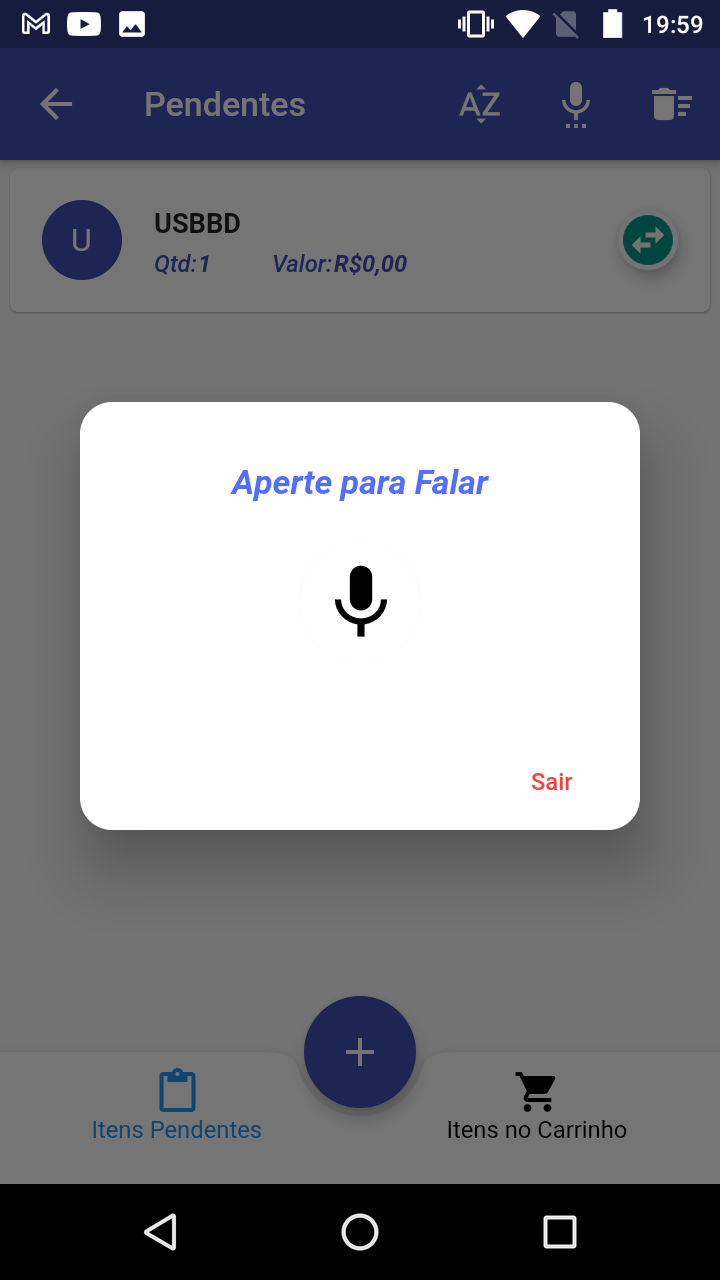 19:59
Pendentes
AZ
U
USBBD
Qtd:1 Valor:R$0,00
Aperte para Falar
Sair
Itens Pendentes
Itens no Carrinho